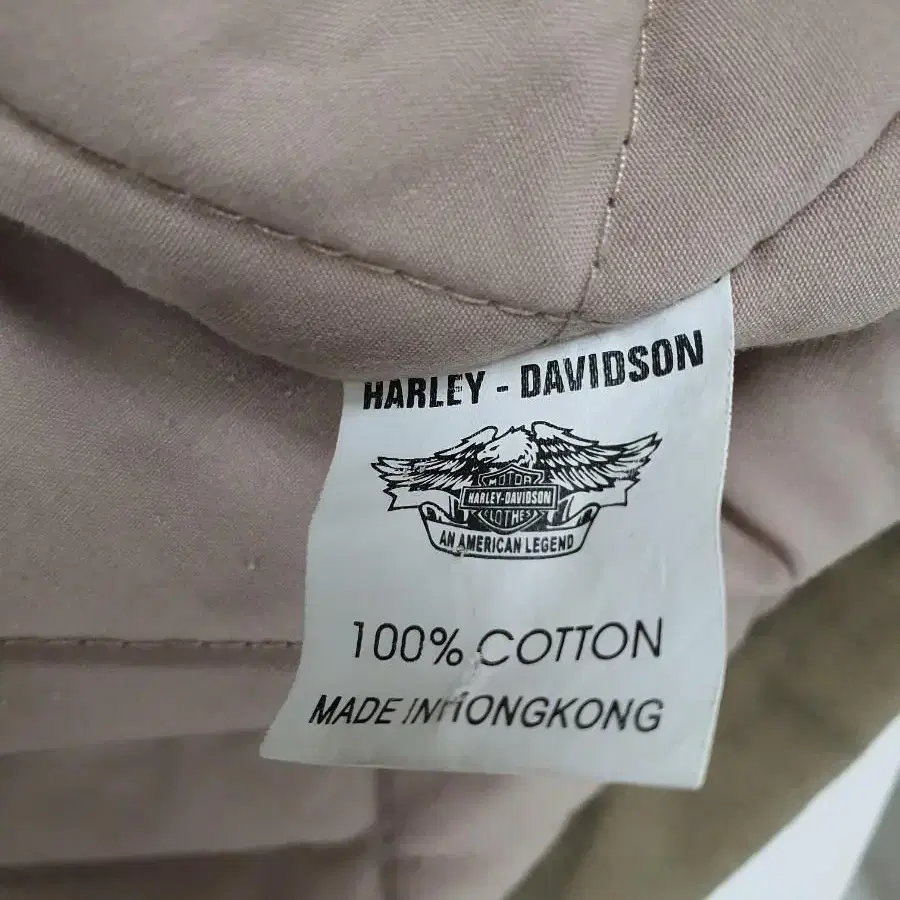 HARLEY - DAVIDSON
MOTOR
HARLEY-DAVIDSON
CLOTHES
AN AMERICAN LEGEND
100% COTTON
MADE IN HONGKONG